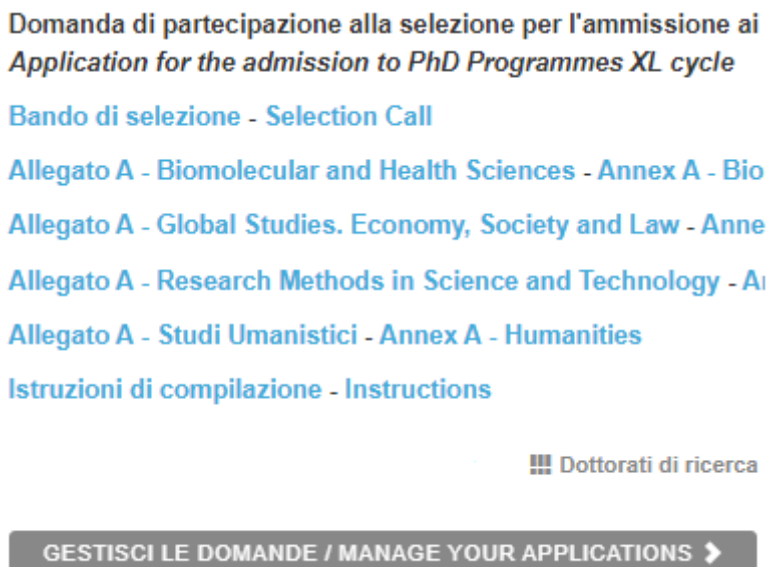 Domanda di partecipazione alla selezione per l'ammissione ai
Application for the admission to PhD Programmes XL cycle
Bando di selezione - Selection Call
Allegato A - Biomolecular and Health Sciences - Annex A - Bio
Allegato A - Global Studies. Economy, Society and Law - Anne
Allegato A - Research Methods in Science and Technology - A
Allegato A - Studi Umanistici - Annex A - Humanities
Istruzioni di compilazione - Instructions
Dottorati di ricerca
GESTISCI LE DOMANDE / MANAGE YOUR APPLICATIONS